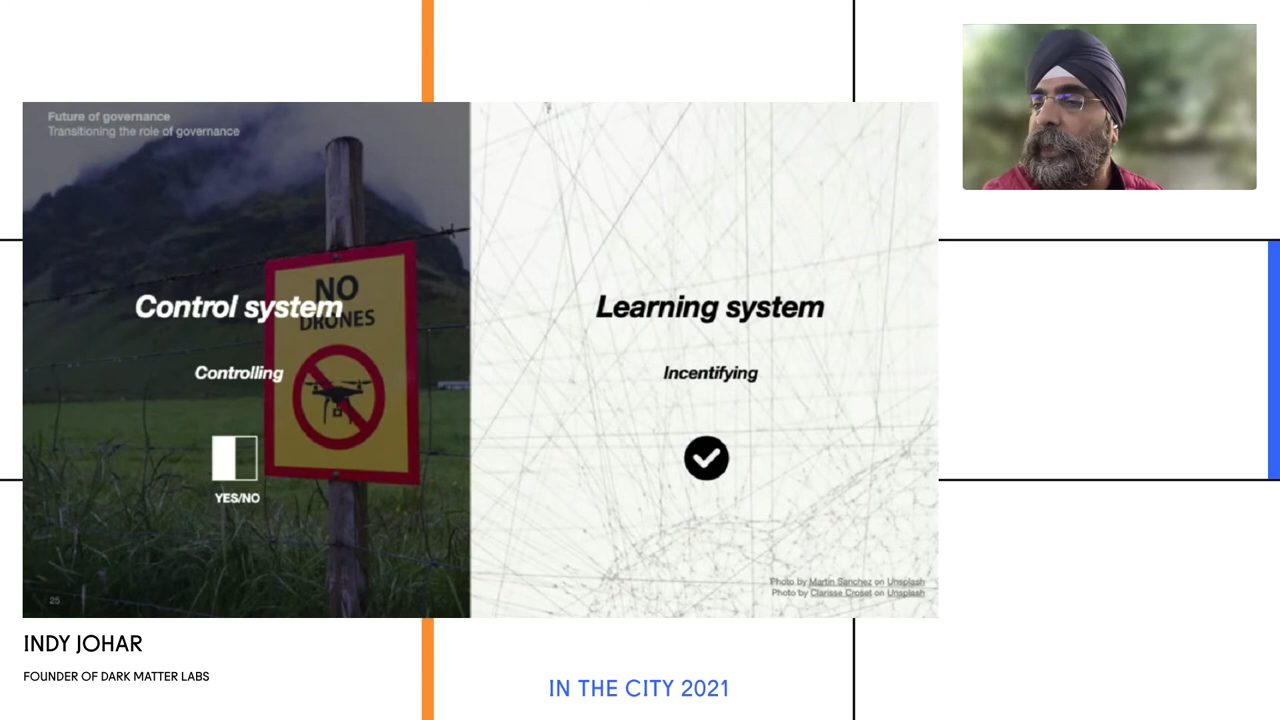 Future of governance
Transitioning the role of governance
NO
DRONES
Control system
Controlling
YES/NO
25
Learning system
Incentifying
Photo by Martin Sanchez on Unsplash
Photo by Clarisse Croset on Unsplash
INDY JOHAR
FOUNDER OF DARK MATTER LABS
IN THE CITY 2021